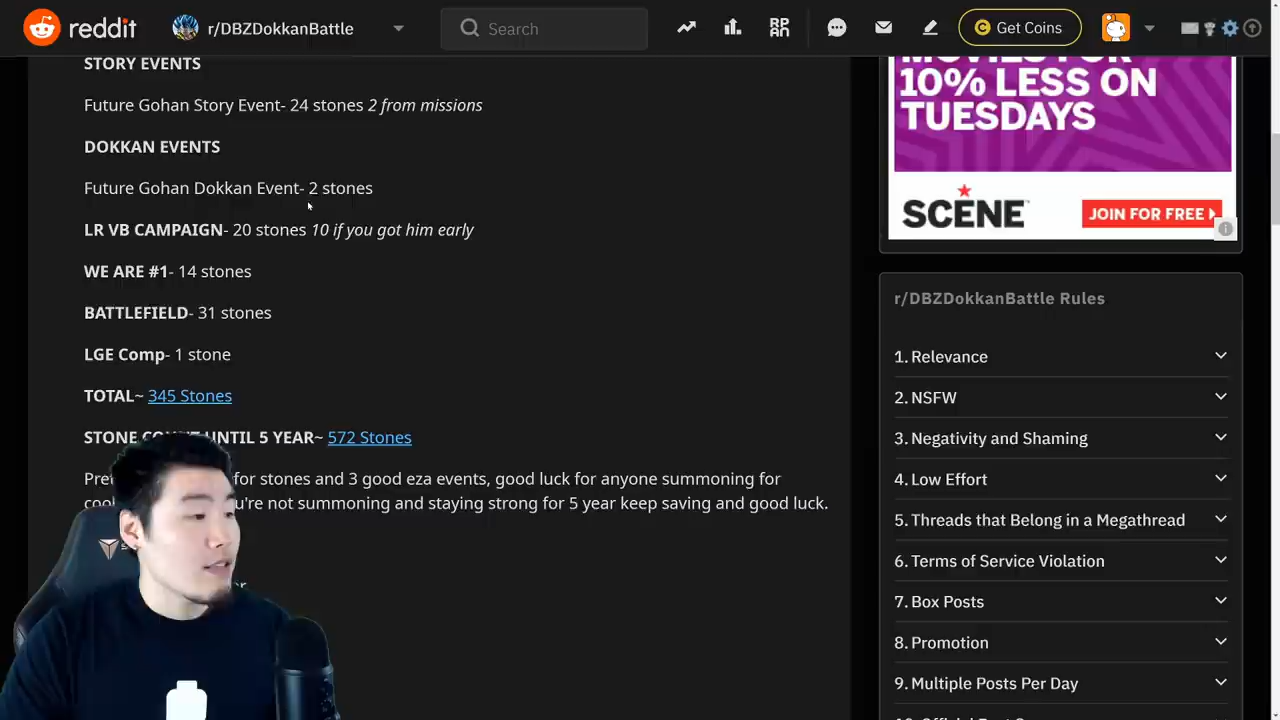 reddit
r/DBZDokkanBattle
Search
Get Coins
STORY EVENTS
Future Gohan Story Event- 24 stones 2 from missions
DOKKAN EVENTS
Future Gohan Dokkan Event- 2 stones
LR VB CAMPAIGN- 20 stones 10 if you got him early
WE ARE #1- 14 stones
BATTLEFIELD- 31 stones
LGE Comp- 1 stone
TOTAL~ 345 Stones
STONE UNTIL 5 YEAR~ 572 Stones
for stones and 3 good eza events, good luck for anyone summoning for
not summoning and staying strong for 5 year keep saving and good luck.
MOVIES FOR
10% LESS ON
TUESDAYS
SCENE
JOIN FOR FREE
r/DBZDokkanBattle Rules
1. Relevance
2. NSFW
3. Negativity and Shaming
4. Low Effort
5. Threads that Belong in a Megathread
6. Terms of Service Violation
7. Box Posts
8. Promotion
9. Multiple Posts Per Day